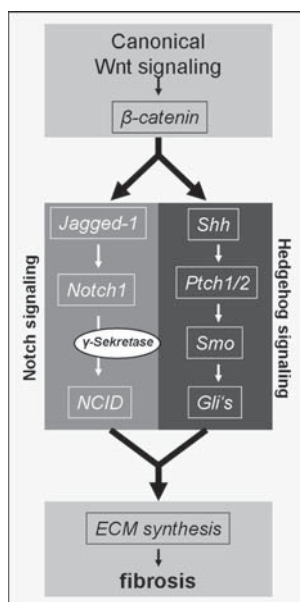 Canonical
Wnt signaling
β-catenin
Notch signaling
Jagged-1
Notch1
γ-Sekretase
NCID
Shh
Ptch1/2
Smo
Gli's
Hedgehog signaling
ECM synthesis
fibrosis